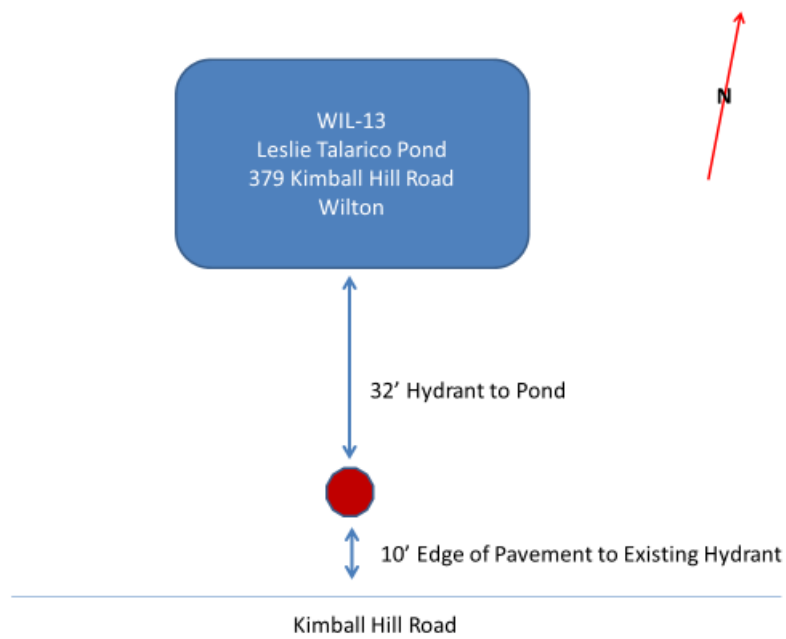 WIL-13
Leslie Talarico Pond
379 Kimball Hill Road
Wilton
N
32’ Hydrant to Pond
10’ Edge of Pavement to Existing Hydrant
Kimball Hill Road